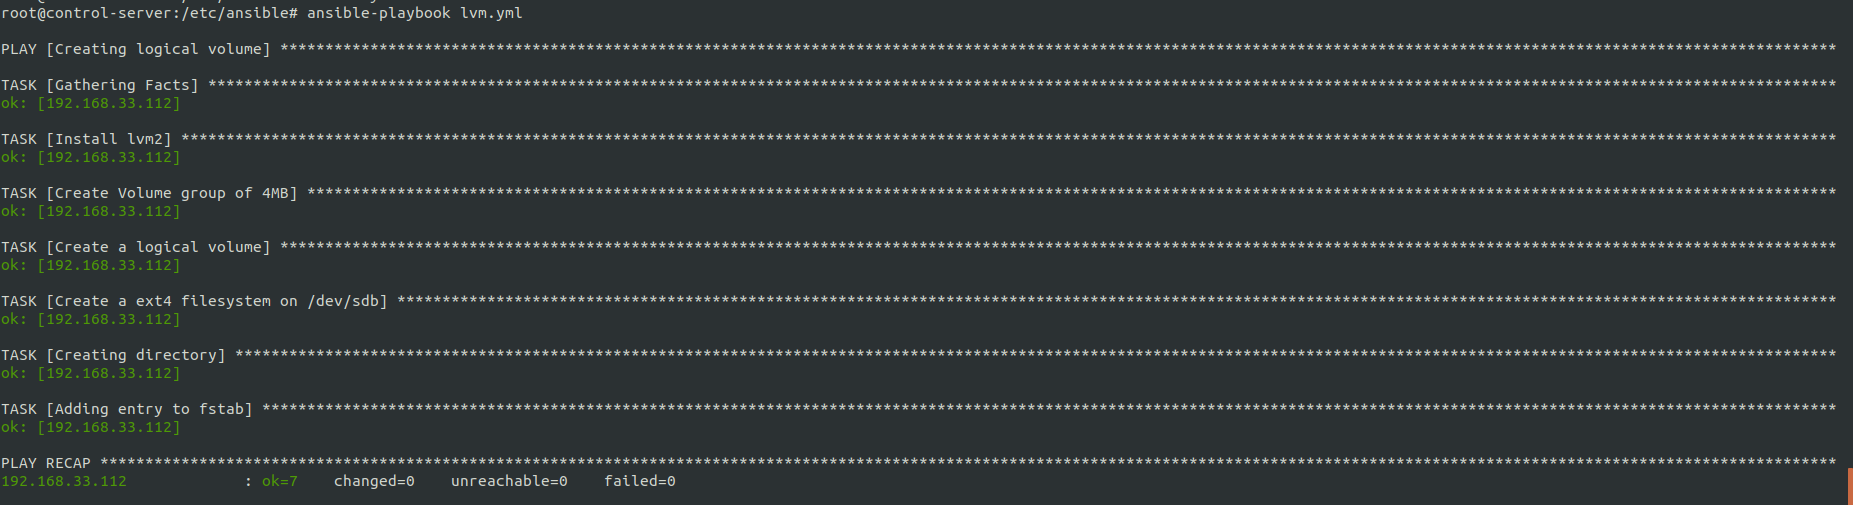 root@control-server:/etc/ansible# ansible-playbook lvm.yml
PLAY [Creating logical volume] *****************************************************************************************************************************************************************************
TASK [Gathering Facts] *************************************************************************************************************************************************************************************
ok: [192.168.33.112]
TASK [Install lvm2] ****************************************************************************************************************************************************************************************
ok: [192.168.33.112]
TASK [Create Volume group of 4MB] **************************************************************************************************************************************************************************
ok: [192.168.33.112]
TASK [Create a logical volume] *****************************************************************************************************************************************************************************
ok: [192.168.33.112]
TASK [Create a ext4 filesystem on /dev/sdb] ****************************************************************************************************************************************************************
ok: [192.168.33.112]
TASK [Creating directory] **********************************************************************************************************************************************************************************
ok: [192.168.33.112]
TASK [Adding entry to fstab] *******************************************************************************************************************************************************************************
ok: [192.168.33.112]
PLAY RECAP *************************************************************************************************************************************************************************************************
192.168.33.112             : ok=7    changed=0    unreachable=0    failed=0